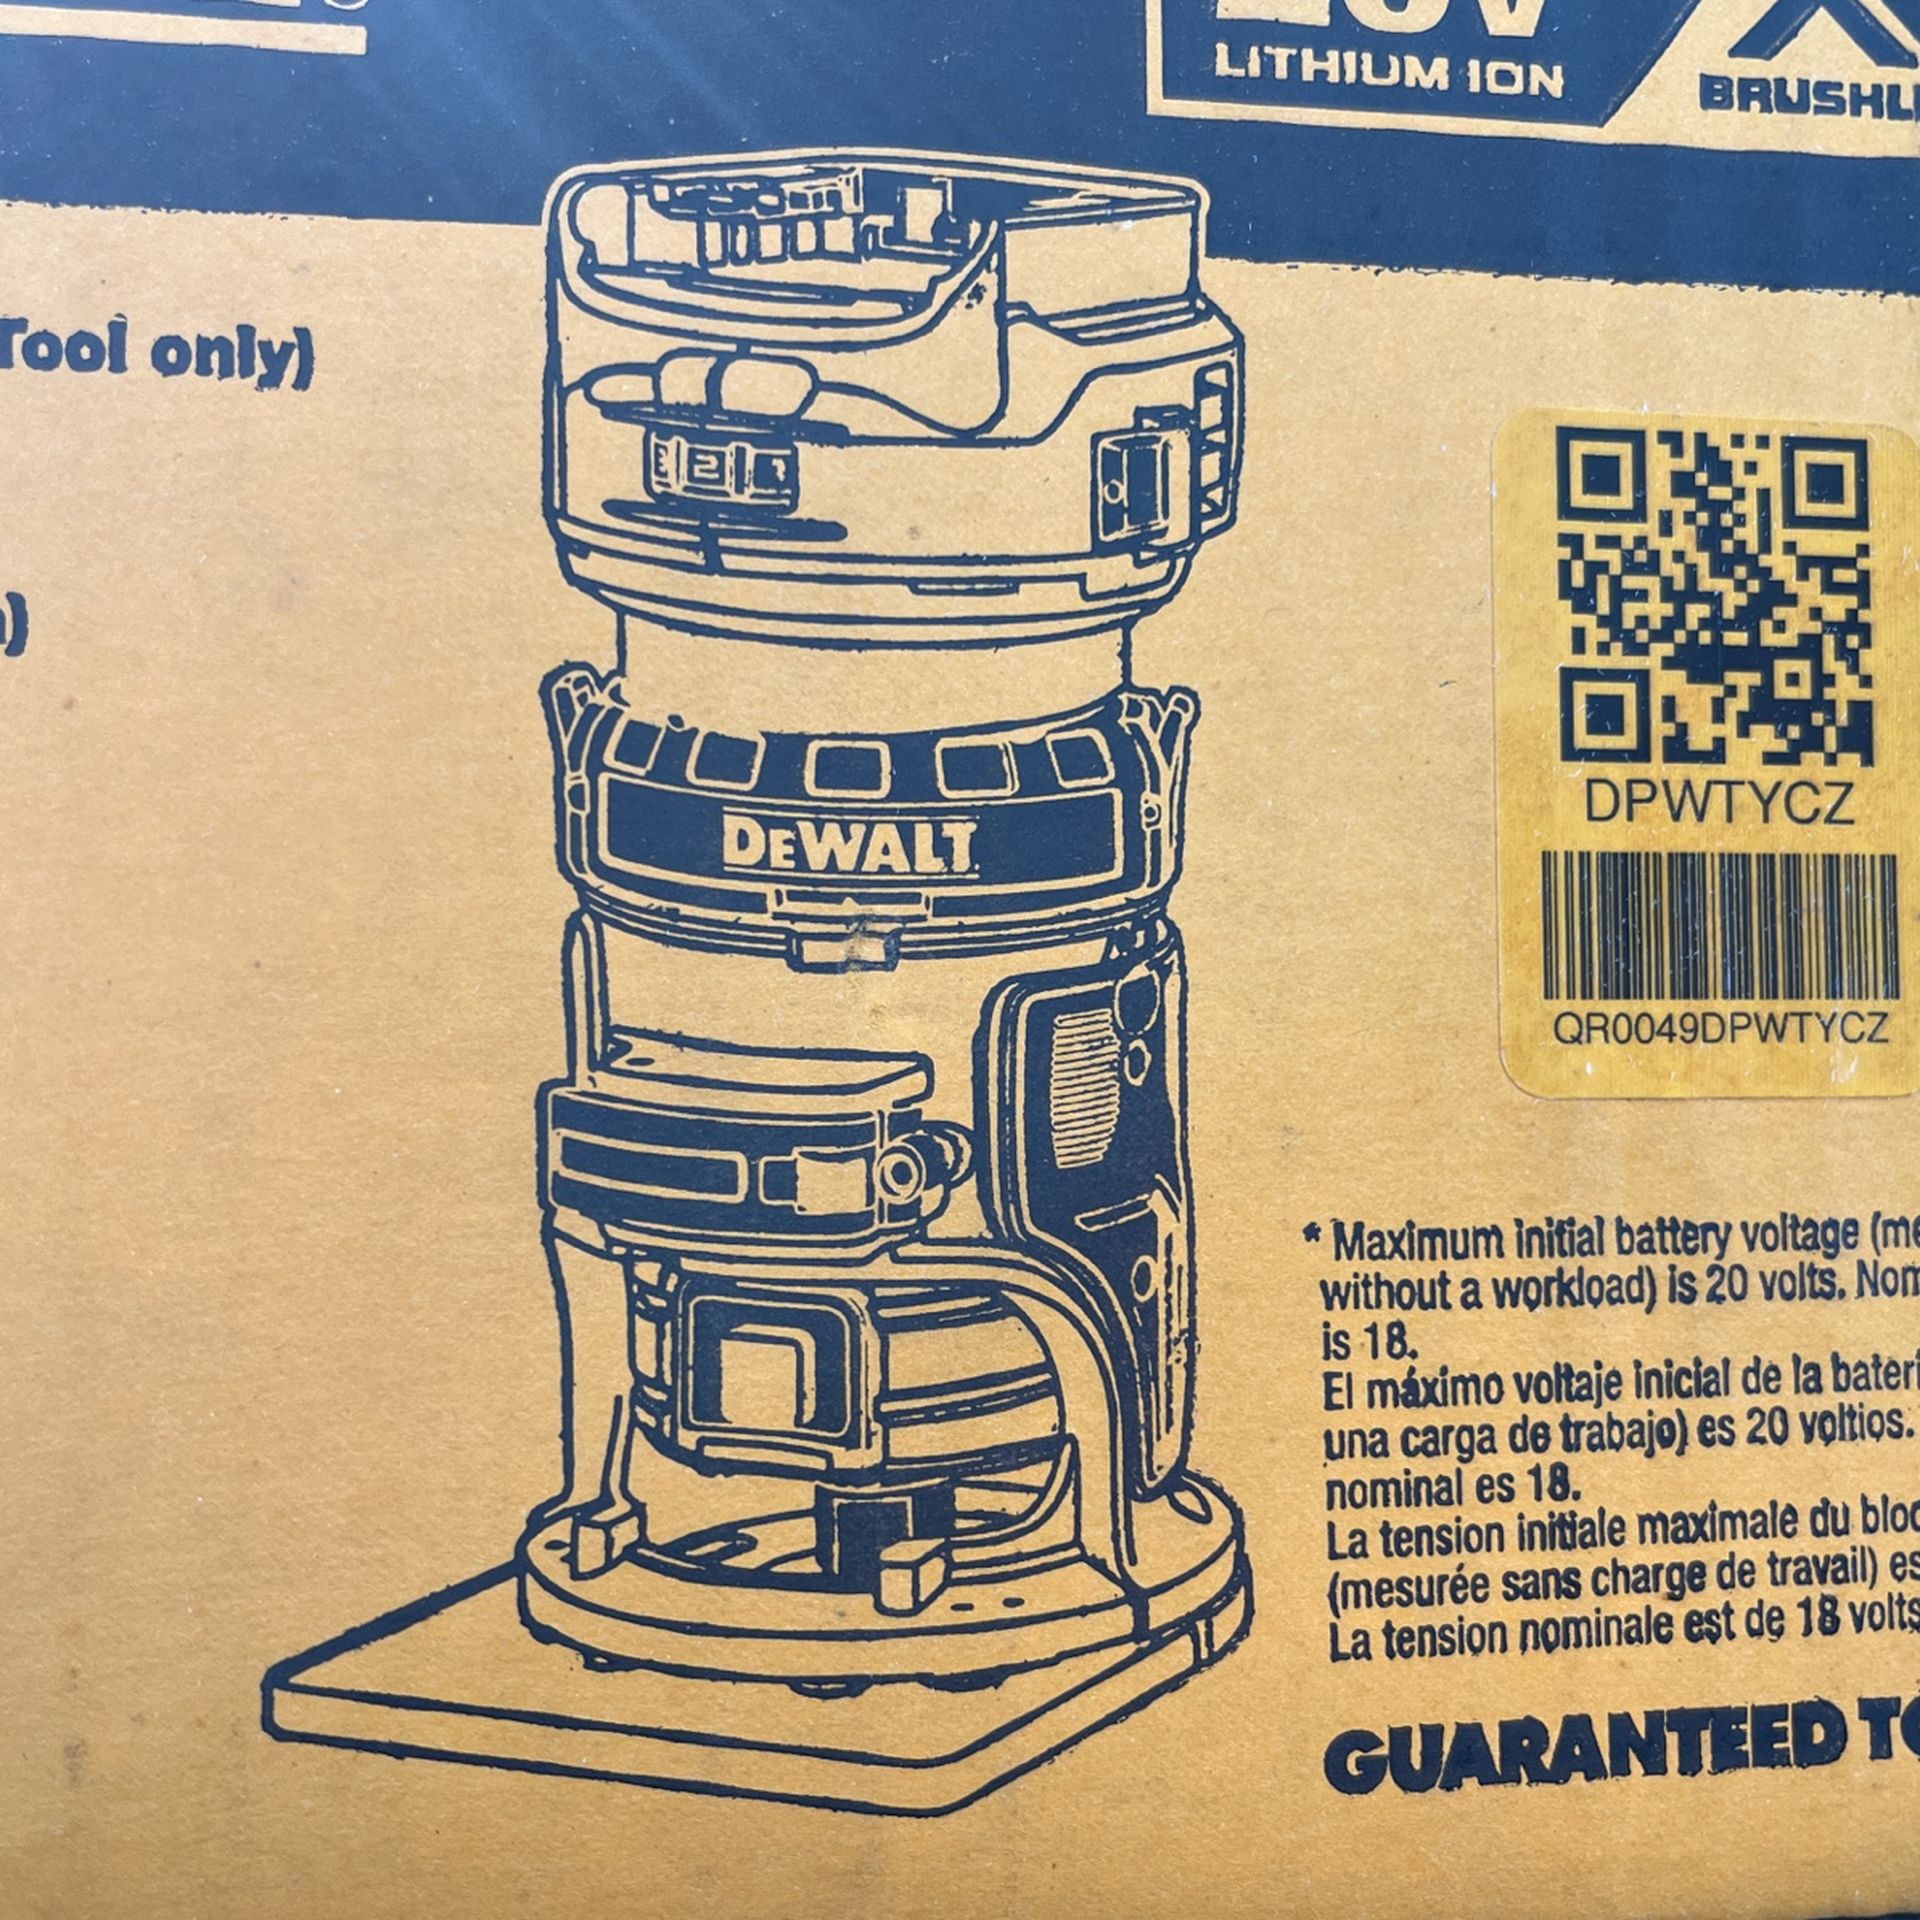 LITHIUM ION
BRUSHL
Tool only)
2
DPWTYCZ
DEWALT
QR0049DPWTYCZ
* Maximum initial battery voltage (me
without a workload) is 20 volts. Nom
is 18.
El máximo voltaje inicial de la baterí
una carga de trabajo) es 20 voltios.
nominal es 18.
La tension initiale maximale du bloc
(mesurée sans charge de travail) es
La tension nominale est de 18 volts
GUARANTEED TO